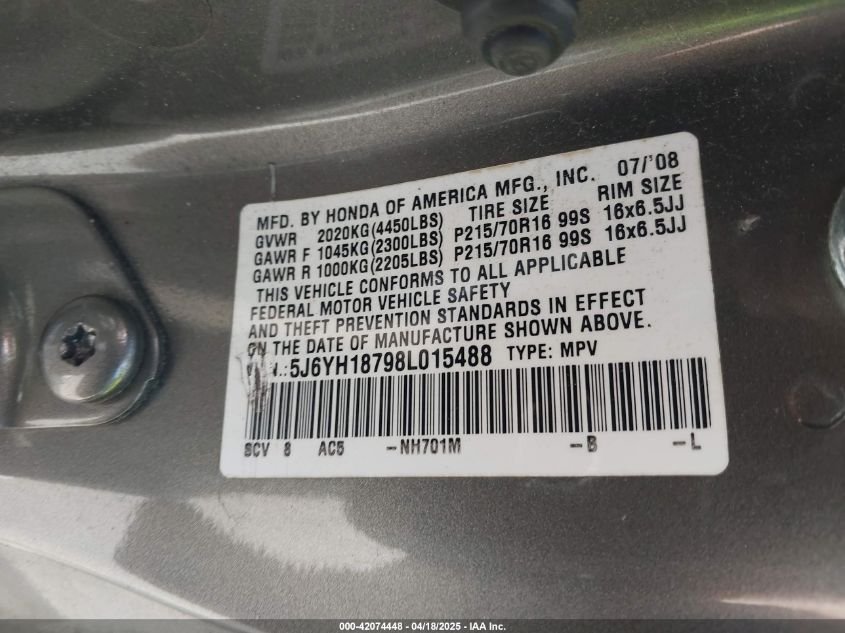 MFD. BY HONDA OF AMERICA MFG., INC. 07/'08
GVWR 2020KG(4450LBS) TIRE SIZE RIM SIZE
GAWR F 1045KG(2300LBS) P215/70R16 99S 16x6.5JJ
GAWR R 1000KG(2205LBS) P215/70R16 99S 16x6.5JJ
THIS VEHICLE CONFORMS TO ALL APPLICABLE
FEDERAL MOTOR VEHICLE SAFETY
AND THEFT PREVENTION STANDARDS IN EFFECT
ON THE DATE OF MANUFACTURE SHOWN ABOVE.
5J6YH18798L015488 TYPE: MPV
SCV 8 AC5 -NH701M -B -L
000-42074448 - 04/18/2025 - IAA Inc.